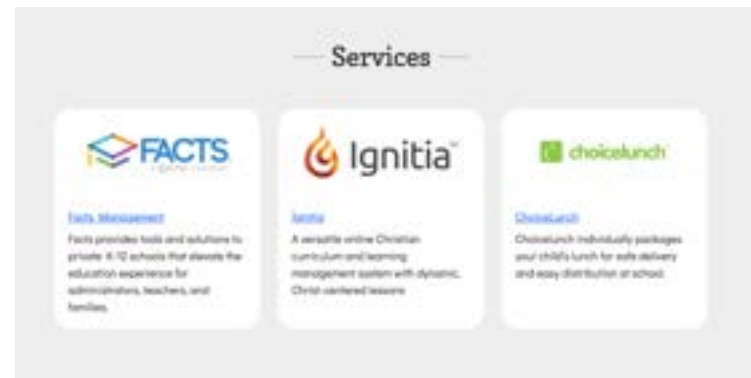 Services
FACTS
Ignitia™
choicelunch
Facts Management
Facts provides tools and solutions to
private K-12 schools that elevate the
education experience for
administrators, teachers, and
families.
Ignitia
A versatile online Christian
curriculum and learning
management system with dynamic,
Christ-centered lessons
ChoiceLunch
Choicelunch individually packages
your child's lunch for safe delivery
and easy distribution at school.